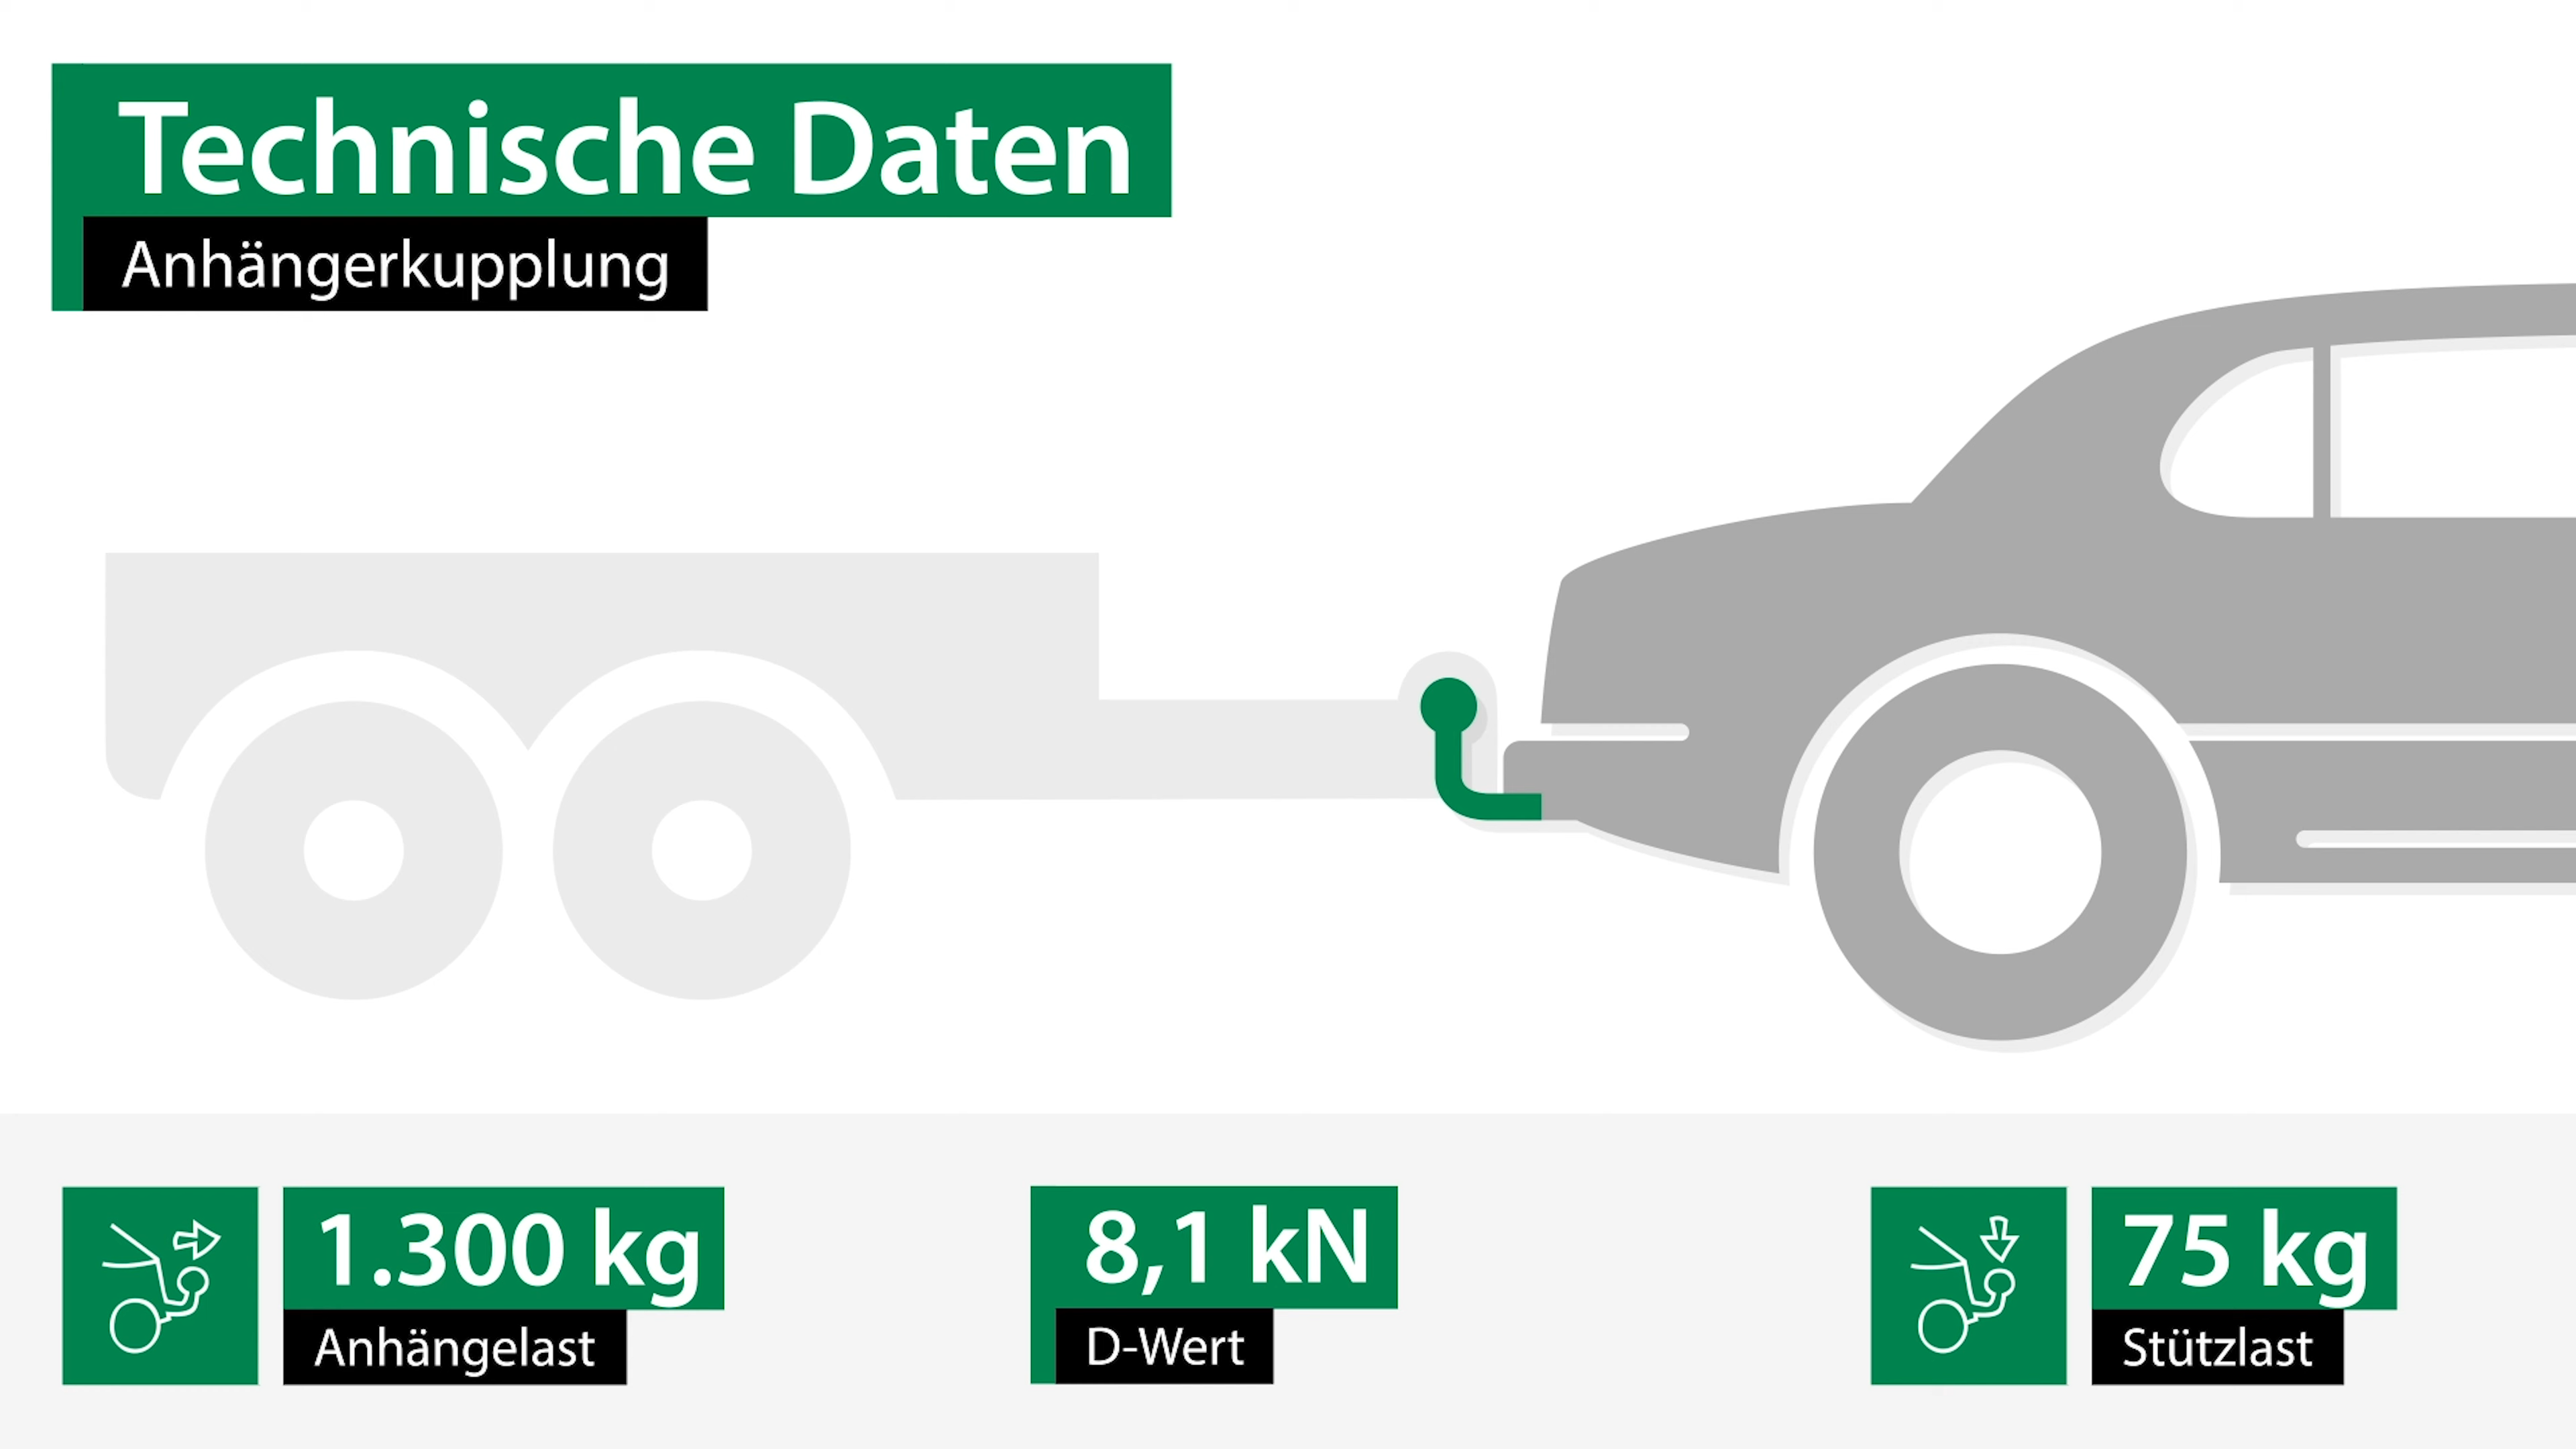 Technische Daten
Anhängerkupplung
1.300 kg
Anhängelast
8,1 kN
D-Wert
75 kg
Stützlast